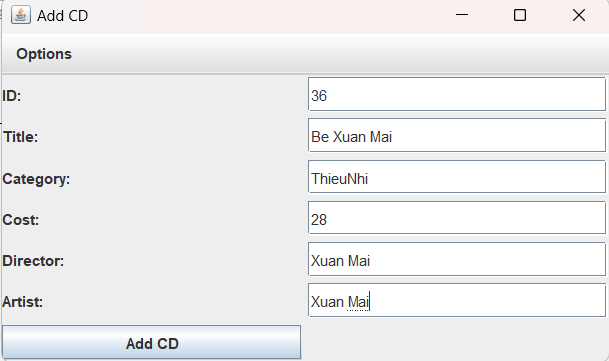 Add CD
Options
ID: 36
Title: Be Xuan Mai
Category: ThieuNhi
Cost: 28
Director: Xuan Mai
Artist: Xuan Mai
Add CD